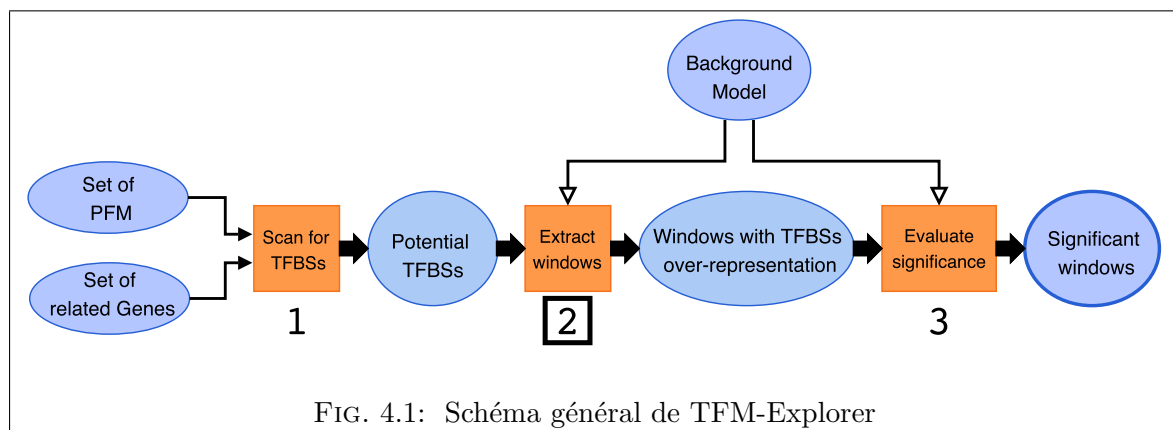 Background
Model
Set of
PFM
Set of
related Genes
Scan for
TFBSs
1
Potential
TFBSs
Extract
windows
2
Windows with TFBSs
over-representation
Evaluate
significance
3
Significant
windows
FIG. 4.1: Schéma général de TFM-Explorer